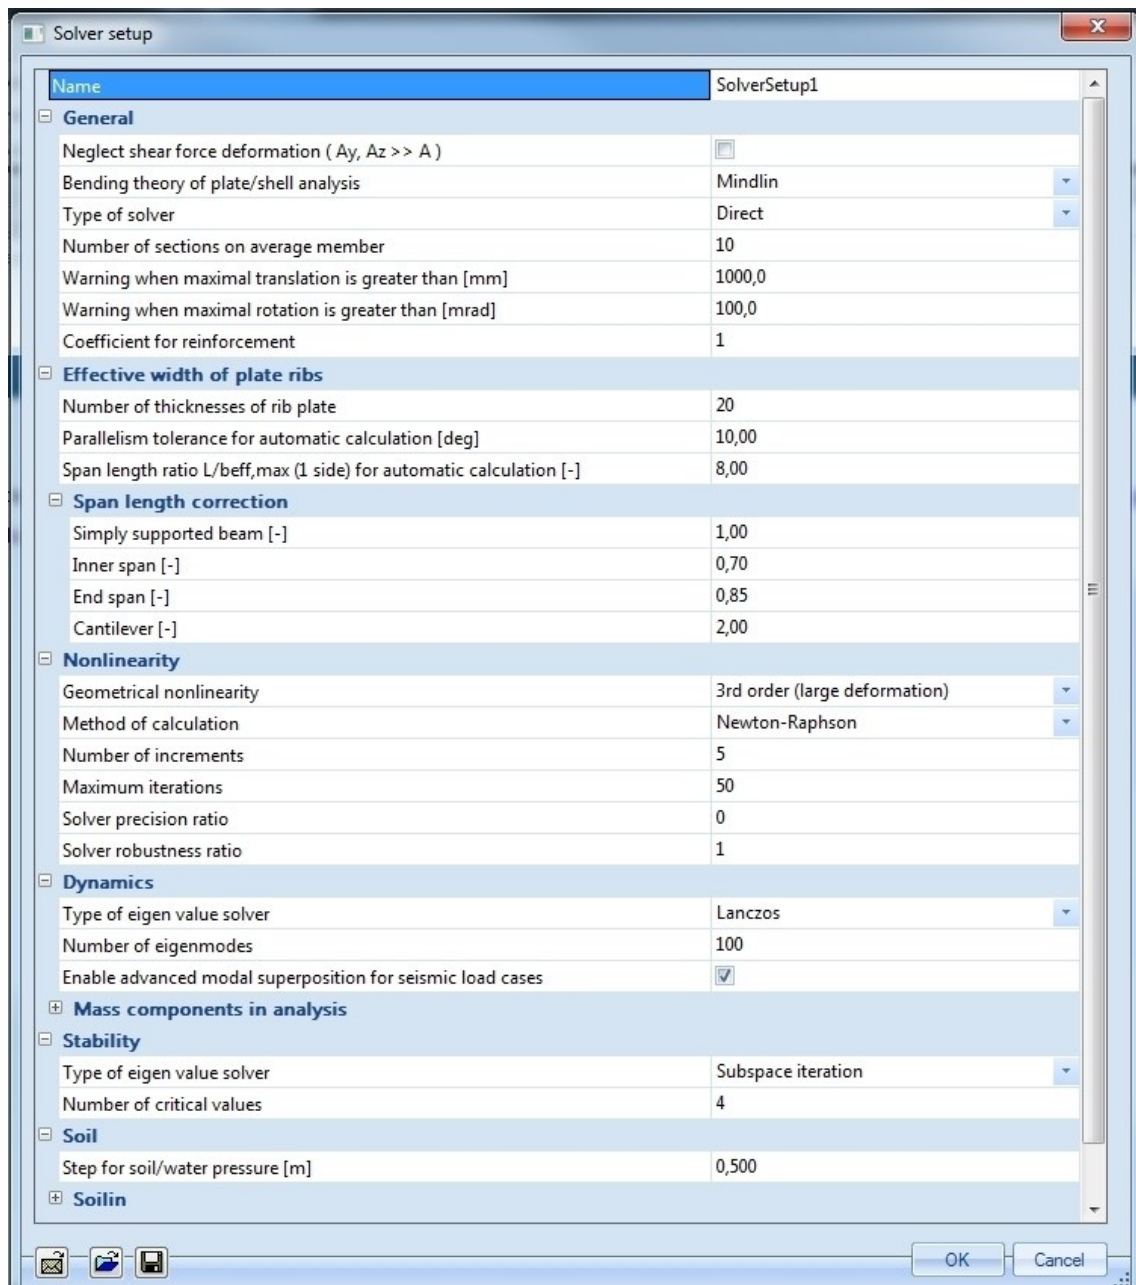 Solver setup
Name SolverSetup1
General
Neglect shear force deformation ( Ay, Az >> A )
Bending theory of plate/shell analysis Mindlin
Type of solver Direct
Number of sections on average member 10
Warning when maximal translation is greater than [mm] 1000,0
Warning when maximal rotation is greater than [mrad] 100,0
Coefficient for reinforcement 1
Effective width of plate ribs
Number of thicknesses of rib plate 20
Parallelism tolerance for automatic calculation [deg] 10,00
Span length ratio L/beff,max (1 side) for automatic calculation [-] 8,00
Span length correction
Simply supported beam [-] 1,00
Inner span [-] 0,70
End span [-] 0,85
Cantilever [-] 2,00
Nonlinearity
Geometrical nonlinearity 3rd order (large deformation)
Method of calculation Newton-Raphson
Number of increments 5
Maximum iterations 50
Solver precision ratio 0
Solver robustness ratio 1
Dynamics
Type of eigen value solver Lanczos
Number of eigenmodes 100
Enable advanced modal superposition for seismic load cases
Mass components in analysis
Stability
Type of eigen value solver Subspace iteration
Number of critical values 4
Soil
Step for soil/water pressure [m] 0,500
Soilin
OK Cancel